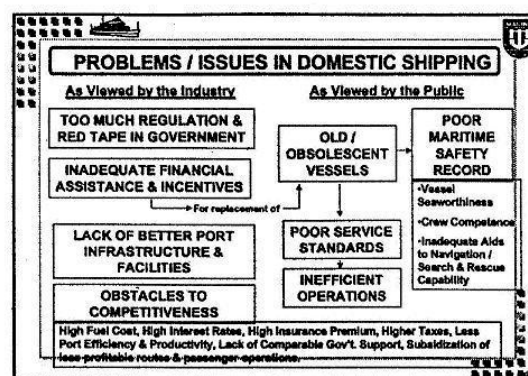 PROBLEMS / ISSUES IN DOMESTIC SHIPPING
As Viewed by the Industry
TOO MUCH REGULATION &
RED TAPE IN GOVERNMENT
INADEQUATE FINANCIAL
ASSISTANCE & INCENTIVES
For replacement of
LACK OF BETTER PORT
INFRASTRUCTURE &
FACILITIES
OBSTACLES TO
COMPETITIVENESS
As Viewed by the Public
OLD /
OBSOLESCENT
VESSELS
POOR SERVICE
STANDARDS
INEFFICIENT
OPERATIONS
POOR
MARITIME
SAFETY
RECORD
•Vessel
Seaworthiness
•Crew Competence
•Inadequate Aids
to Navigation /
Search & Rescue
Capability
High Fuel Cost, High Interest Rates, High Insurance Premium, Higher Taxes, Less
Port Efficiency & Productivity, Lack of Comparable Gov't. Support, Subsidization of
less profitable routes & passenger operations.